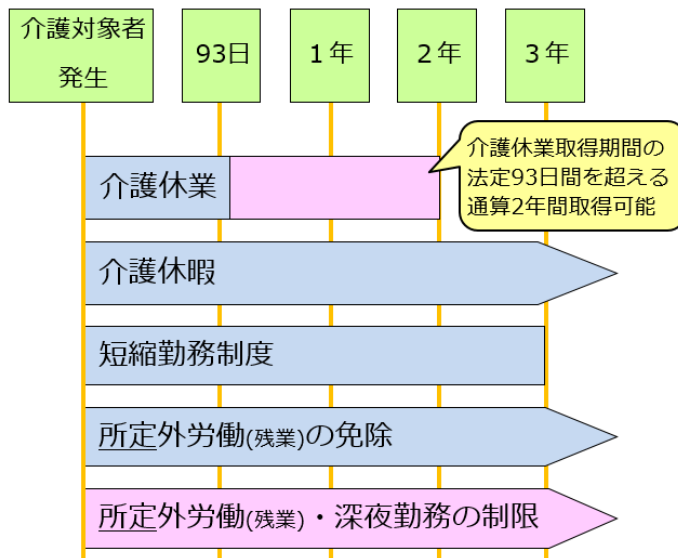 介護対象者
発生
93日
1年
2年
3年
介護休業取得期間の
法定93日間を超える
通算2年間取得可能
介護休業
介護休暇
短縮勤務制度
所定外労働(残業)の免除
所定外労働(残業)・深夜勤務の制限